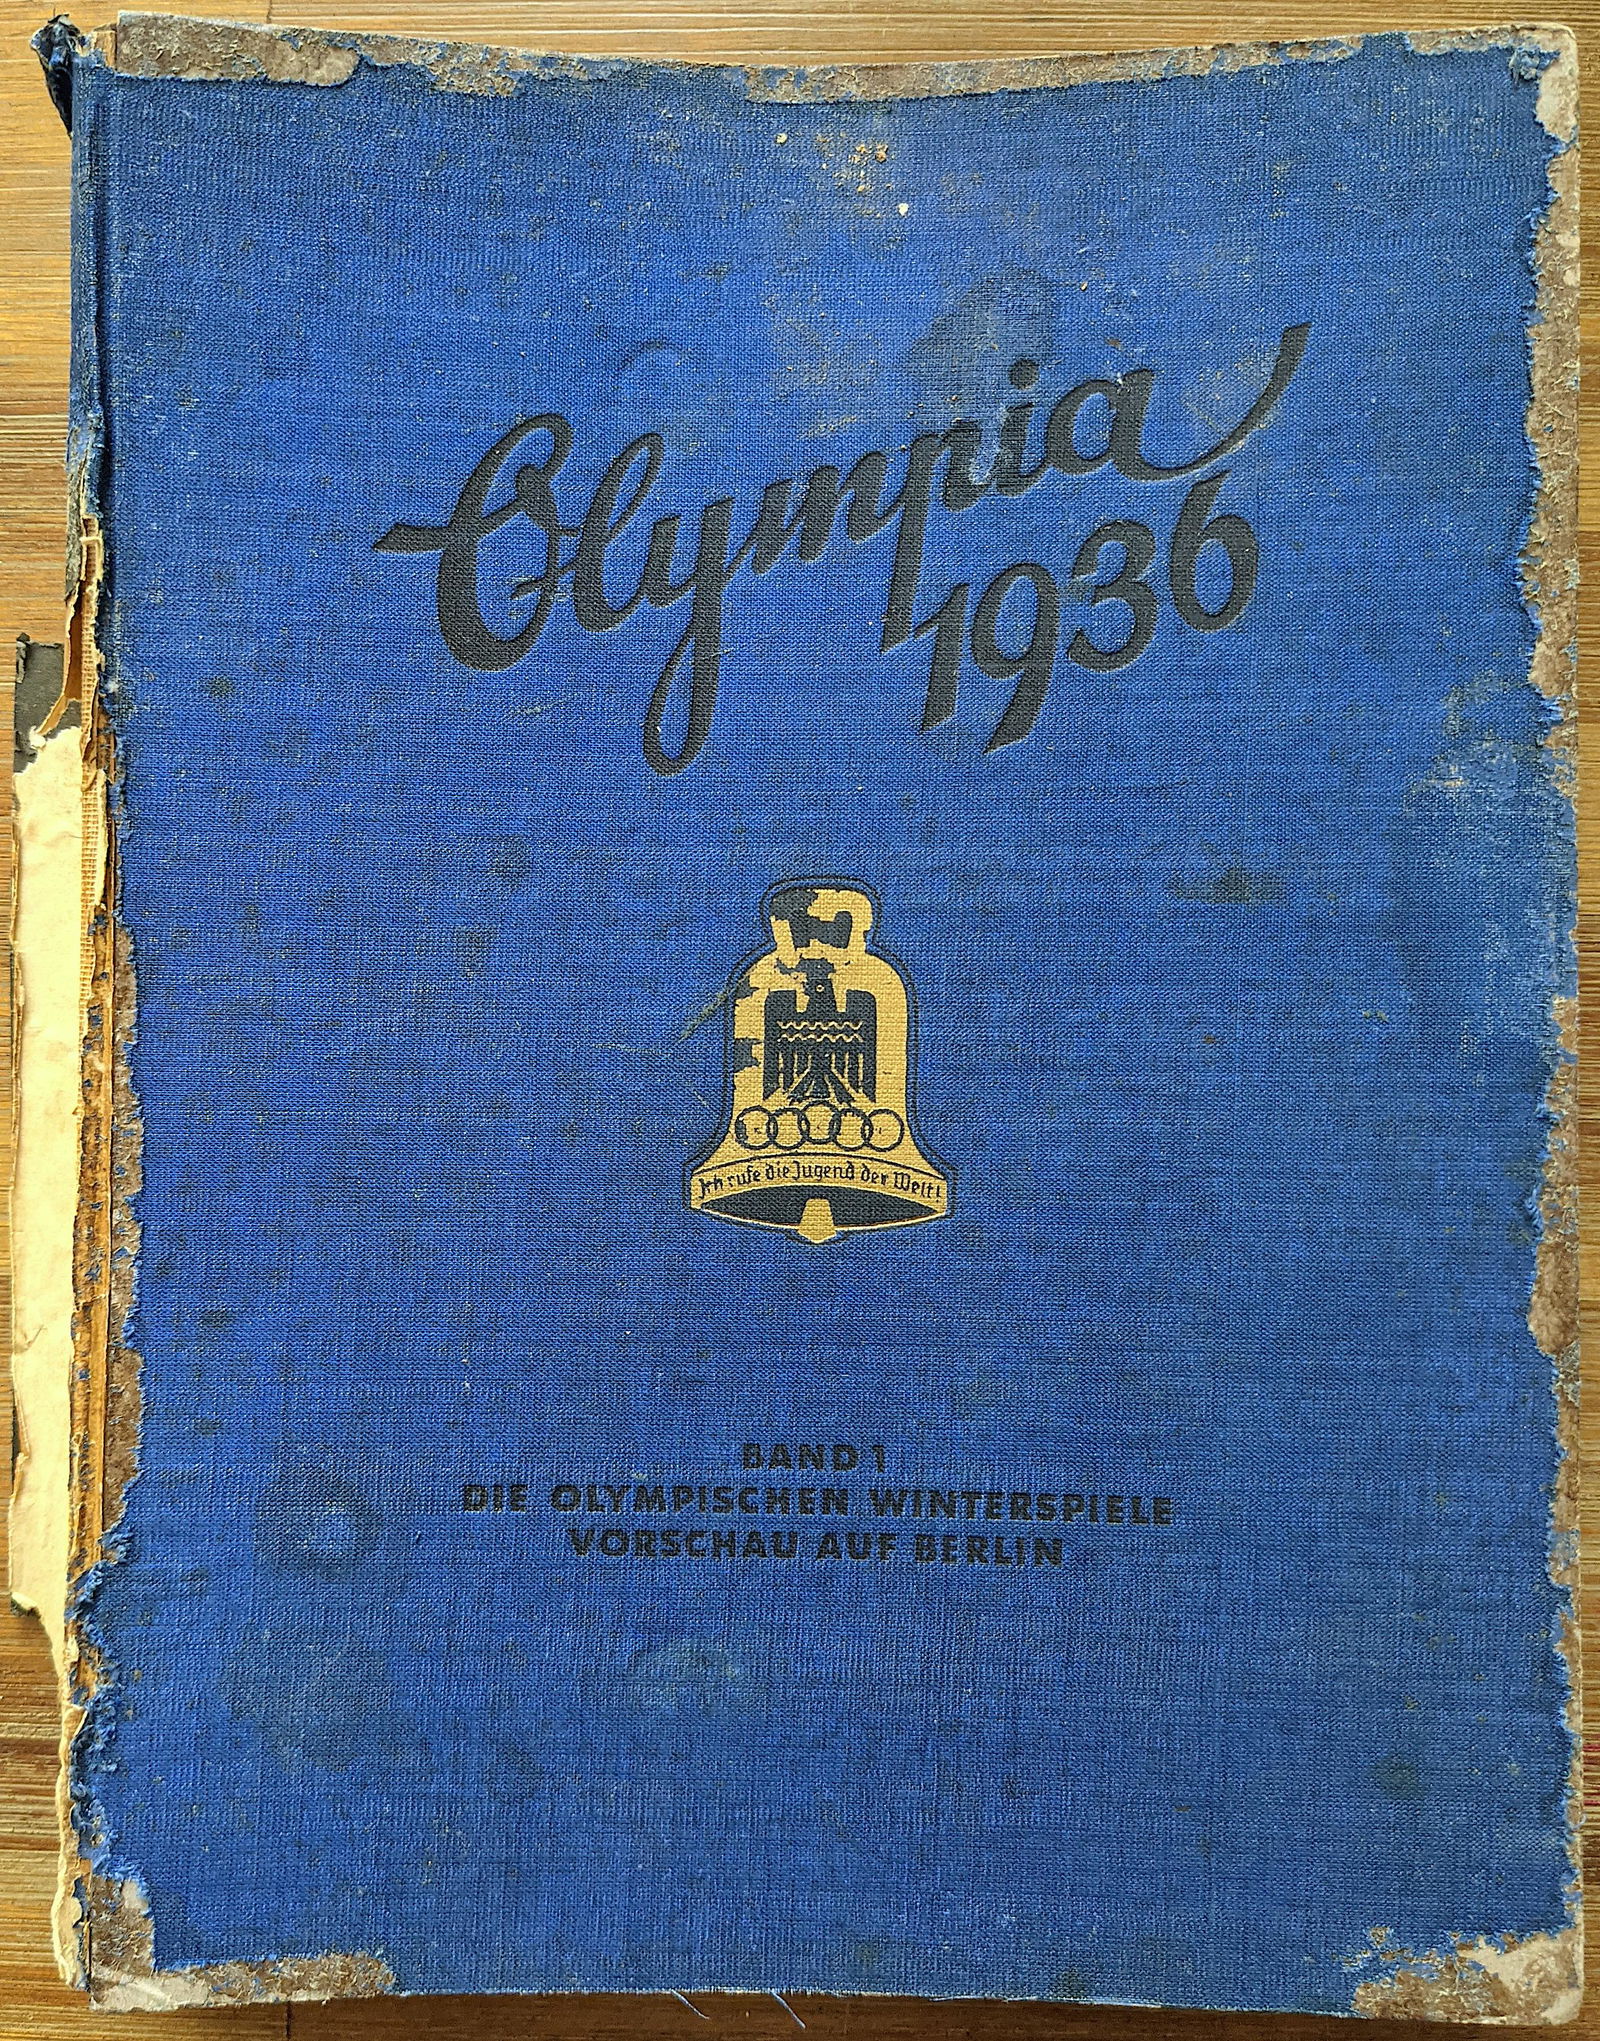 Olympia
1936
Ich rufe die Jugend der Welt!
BAND 1
DIE OLYMPISCHEN WINTERSPIELE
VORSCHAU AUF BERLIN